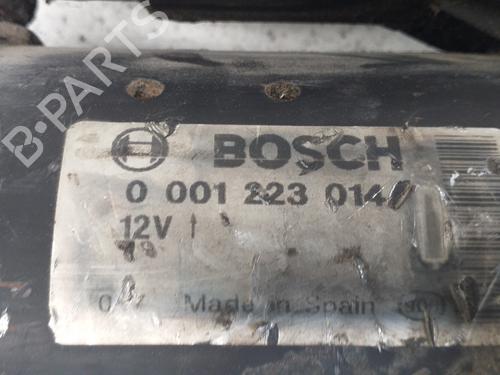 B-PARTS
BOSCH
0 001 223 014
12V ↑
Made in Spain